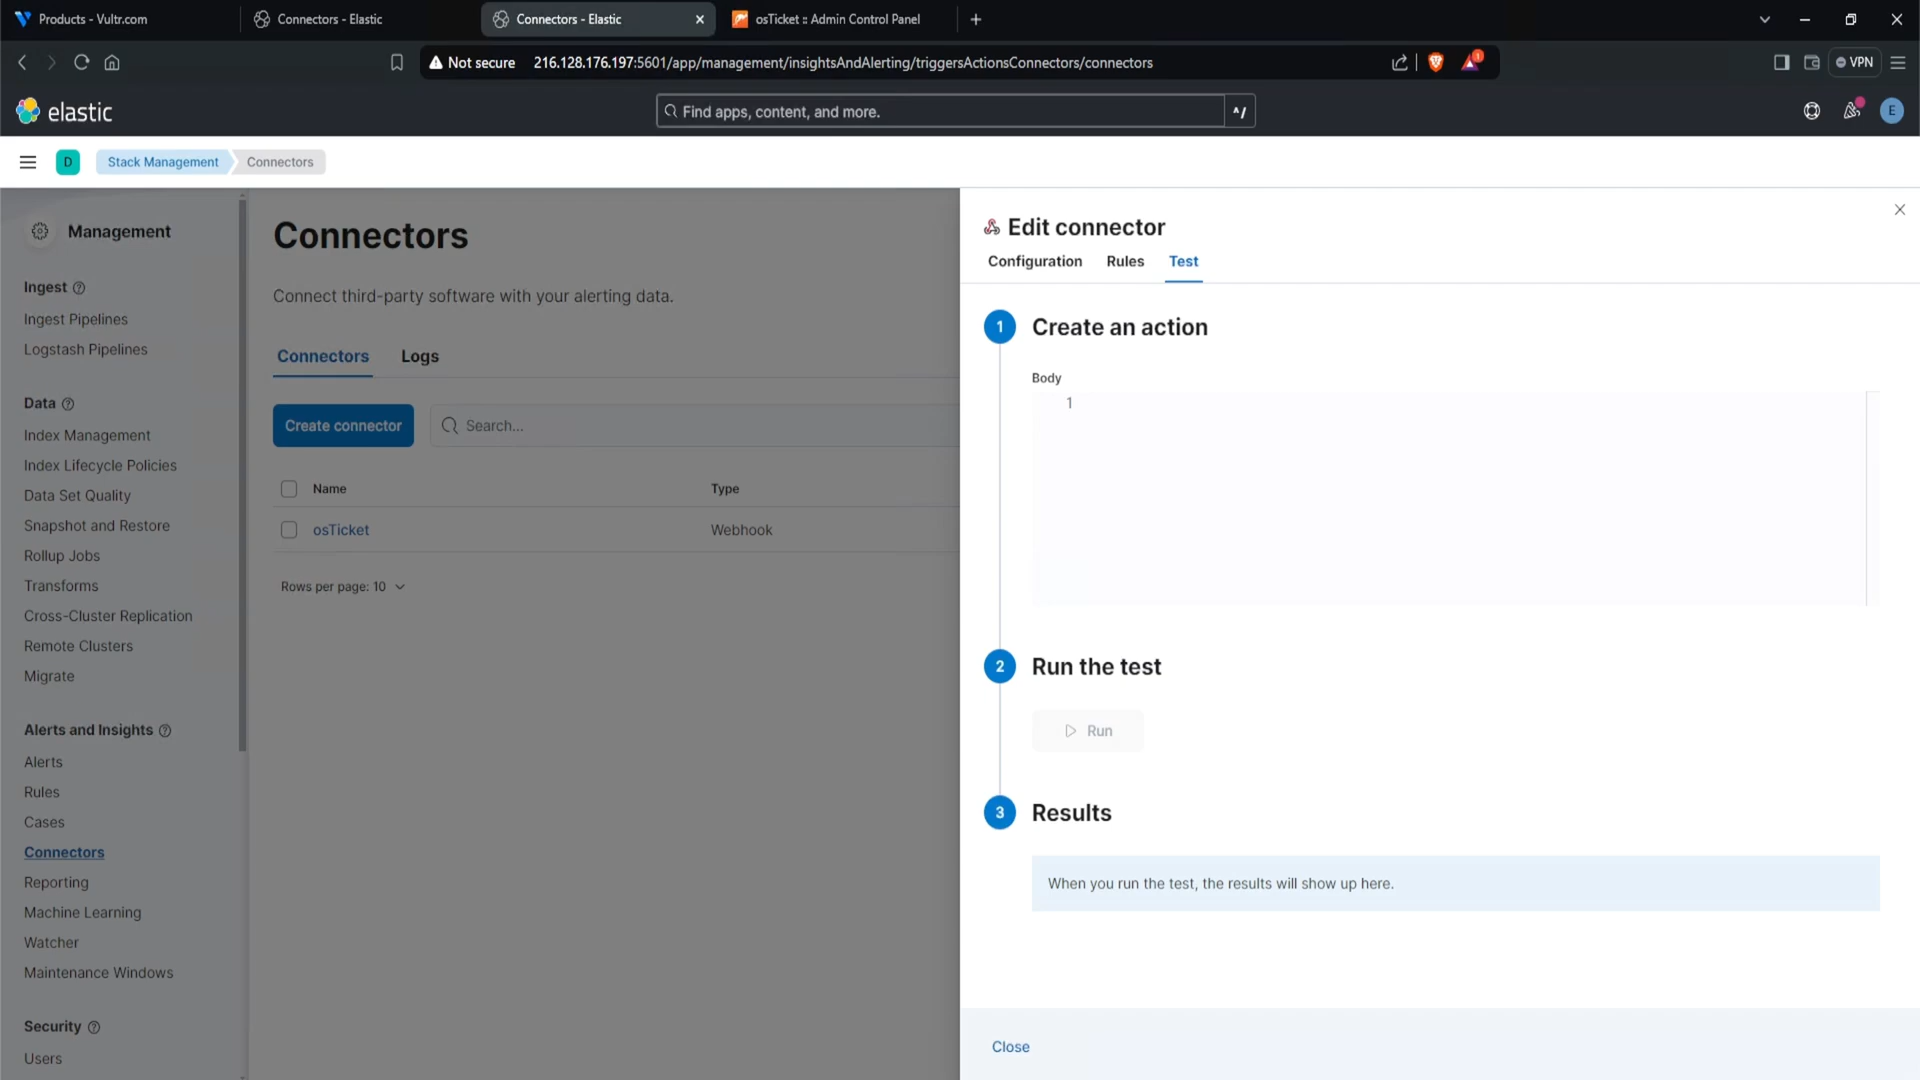 Products - Vultr.com
Connectors - Elastic
Connectors - Elastic
osTicket :: Admin Control Panel
Not secure
216.128.176.197:5601/app/management/insightsAndAlerting/triggersActionsConnectors/connectors
1
VPN
elastic
Find apps, content, and more.
^/
E
D
Stack Management
Connectors
Management
Ingest
Ingest Pipelines
Logstash Pipelines
Data
Index Management
Index Lifecycle Policies
Data Set Quality
Snapshot and Restore
Rollup Jobs
Transforms
Cross-Cluster Replication
Remote Clusters
Migrate
Alerts and Insights
Alerts
Rules
Cases
Connectors
Reporting
Machine Learning
Watcher
Maintenance Windows
Security
Users
Connectors
Connect third-party software with your alerting data.
Connectors Logs
Create connector
Search...
Name Type
osTicket Webhook
Rows per page: 10
Edit connector
Configuration Rules Test
1 Create an action
Body
1
2 Run the test
Run
3 Results
When you run the test, the results will show up here.
Close